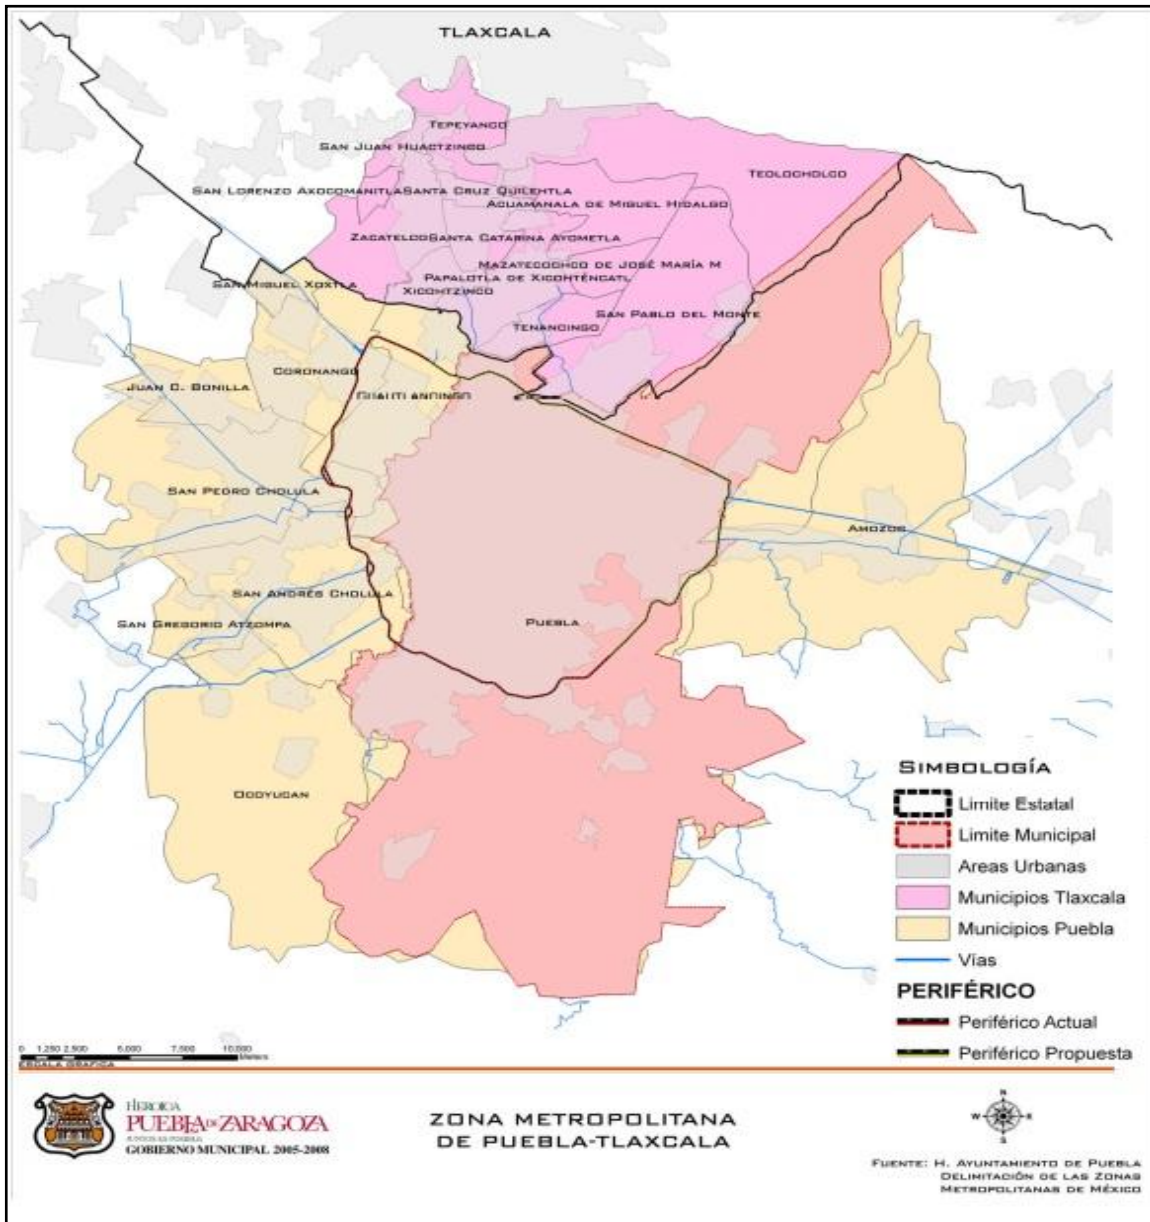 TLAXCALA
TEPEYANCO
SAN JUAN HUACTZINGO
TEOLOCHOLCO
SAN LORENZO AXOCOMANITLA
SANTA CRUZ QUILEHTLA
ACUAMANALA DE MIGUEL HIDALGO
ZACATELCO
SANTA CATARINA AYOMETLA
MAZATECOCHCO DE JOSÉ MARÍA M
PAPALOTLA DE XICOHTÉNCATL
SAN MIGUEL XOXTLA
XICOHTZINCO
SAN PABLO DEL MONTE
TENANCINGO
CORONANGO
JUAN C. BONILLA
CUAUTLANCINGO
SAN PEDRO CHOLULA
AMOZOC
SAN ANDRÉS CHOLULA
SAN GREGORIO ATZOMPA
PUEBLA
OCOYUCAN
SIMBOLOGÍA
Limite Estatal
Limite Municipal
Areas Urbanas
Municipios Tlaxcala
Municipios Puebla
Vías
PERIFÉRICO
Periférico Actual
Periférico Propuesta
0 1,250 2,500 5,000 7,500 10,000
Meters
ESCALA GRAFICA
HEROICA
PUEBLA DE ZARAGOZA
GOBIERNO MUNICIPAL 2005-2008
ZONA METROPOLITANA
DE PUEBLA-TLAXCALA
N
W E
S
FUENTE: H. AYUNTAMIENTO DE PUEBLA
DELIMITACIÓN DE LAS ZONAS
METROPOLITANAS DE MÉXICO